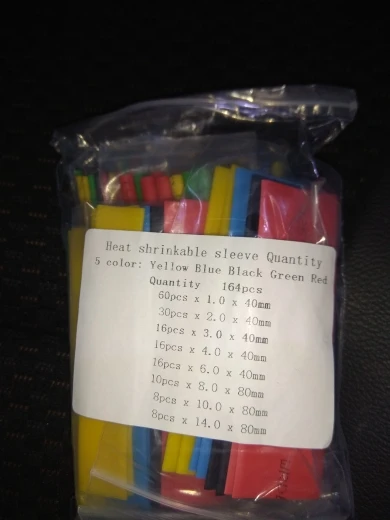 Heat shrinkable sleeve Quantity
5 color: Yellow Blue Black Green Red
Quantity 164pcs
60pcs x 1.0 x 40mm
30pcs x 2.0 x 40mm
16pcs x 3.0 x 40mm
16pcs x 4.0 x 40mm
16pcs x 6.0 x 40mm
10pcs x 8.0 x 80mm
8pcs x 10.0 x 80mm
8pcs x 14.0 x 80mm